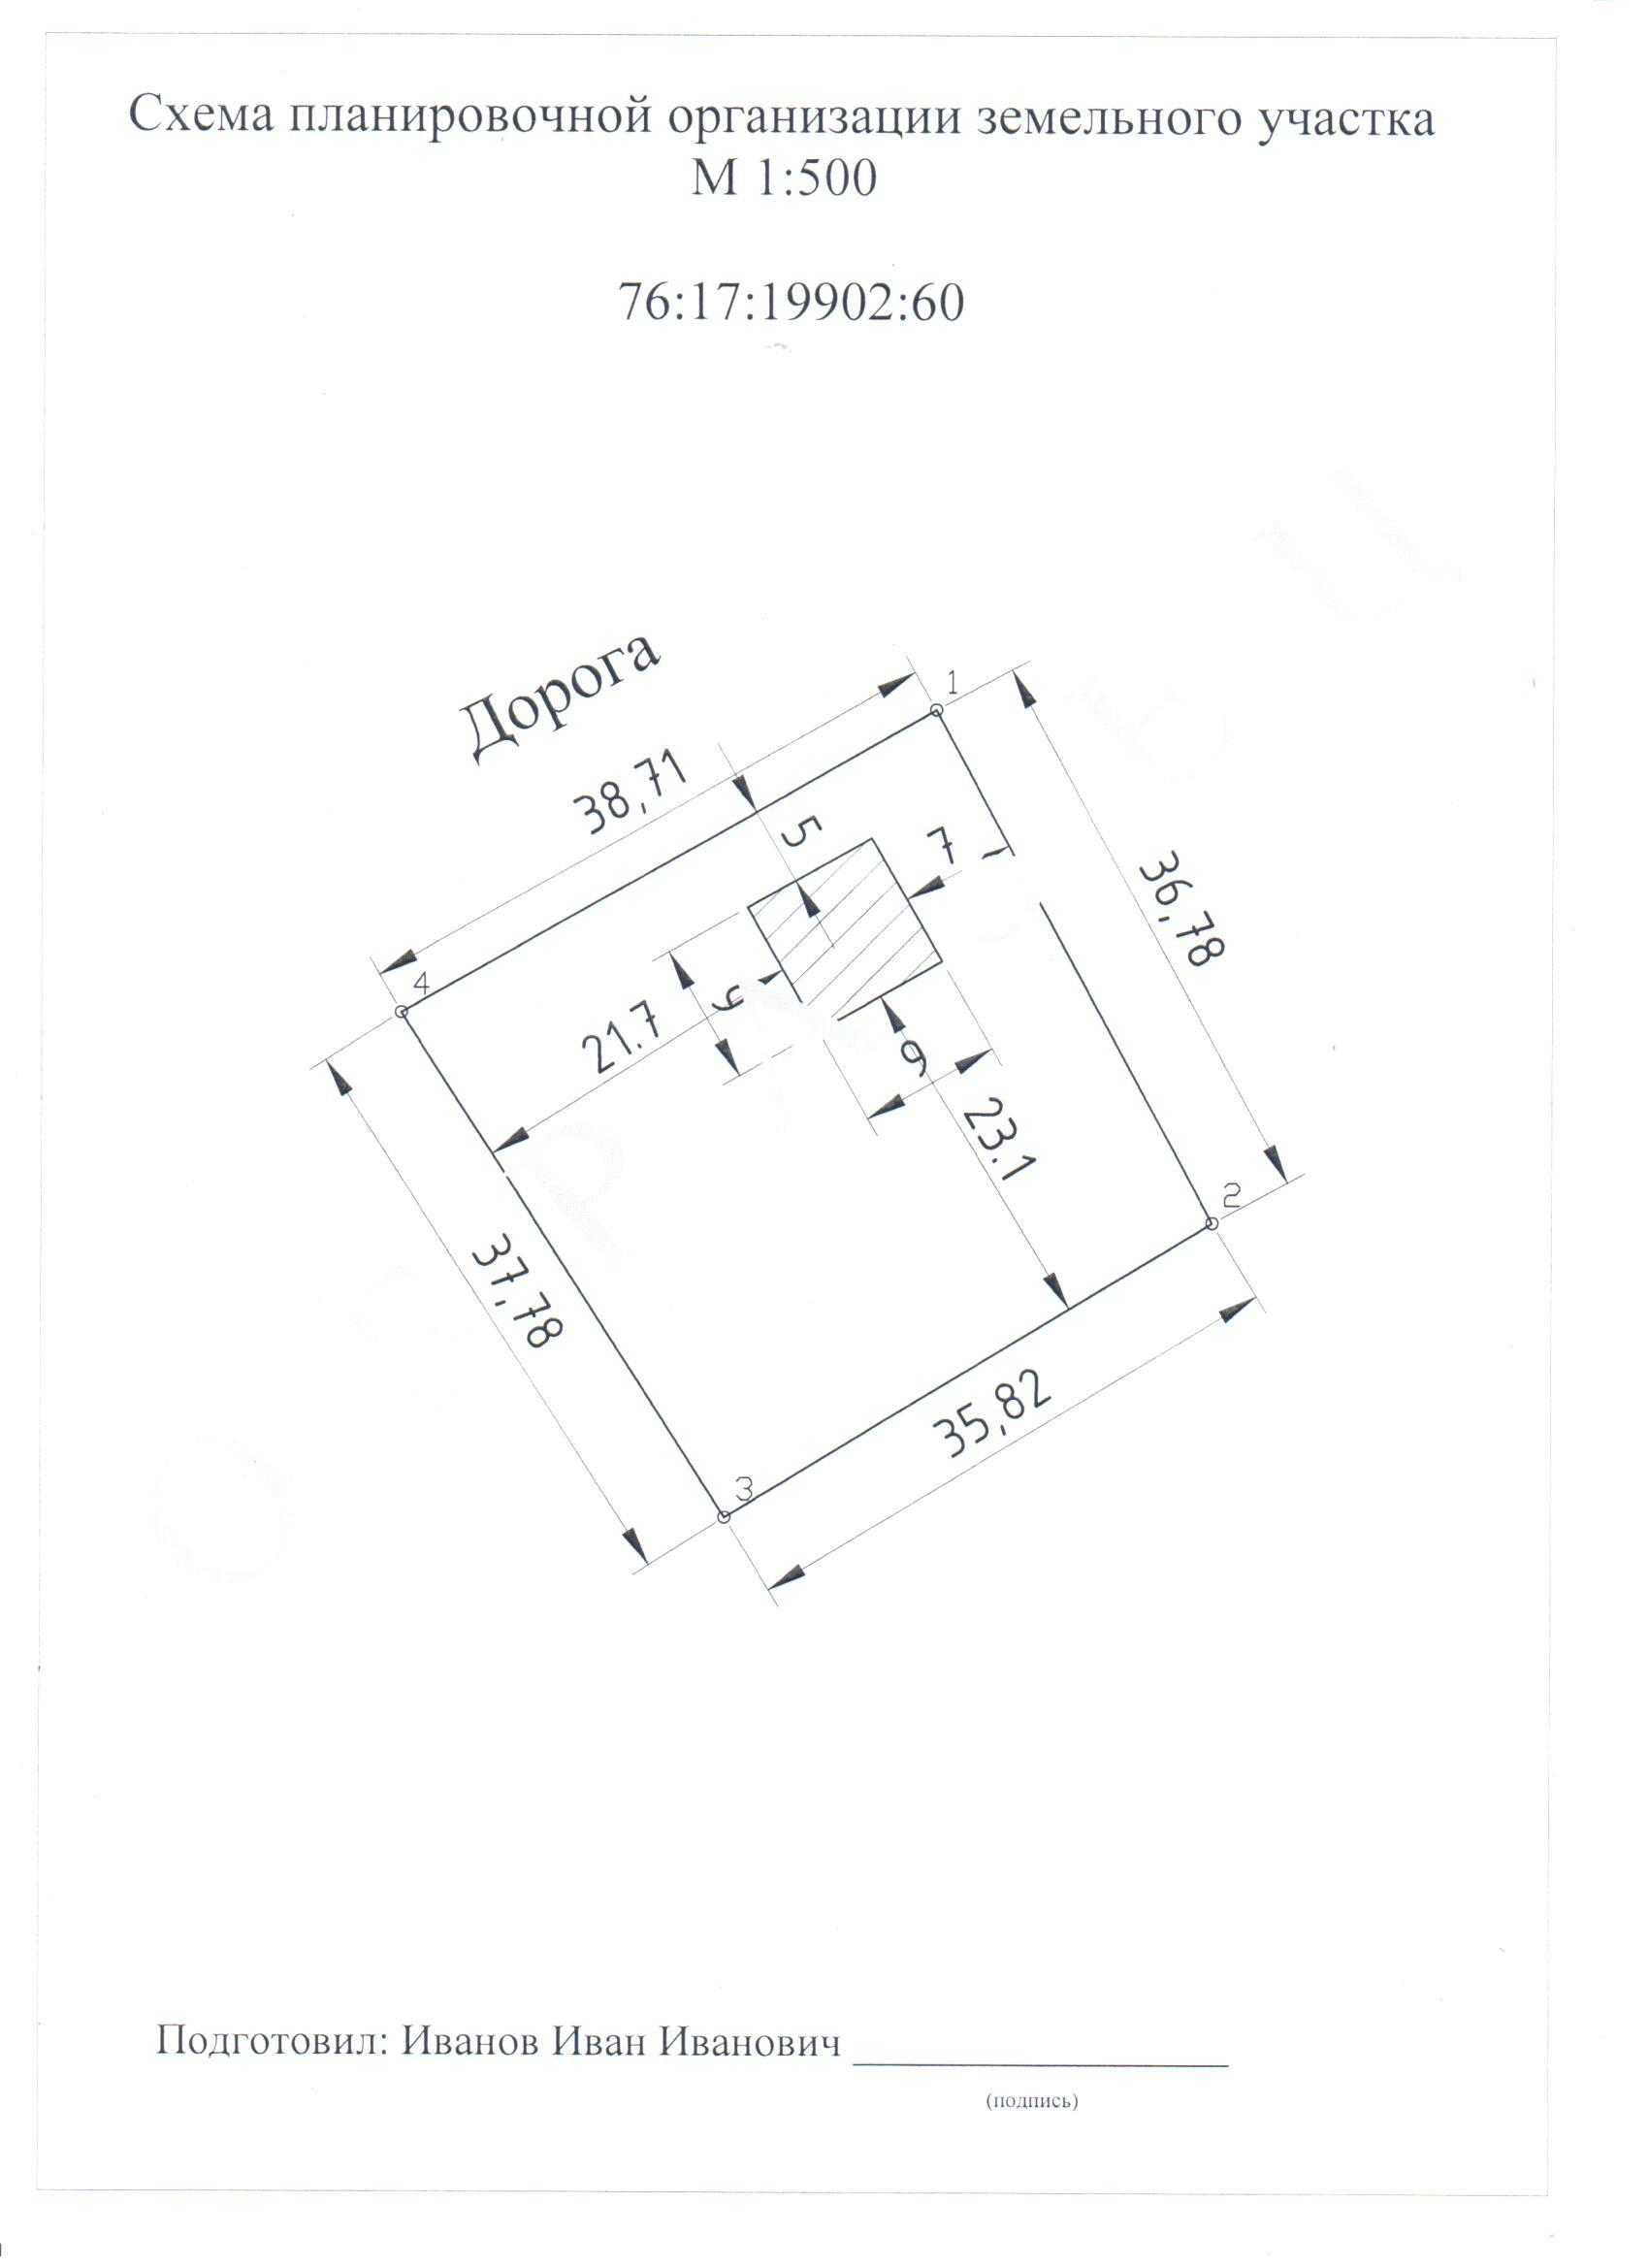 Схема планировочной организации земельного участка
М 1:500
76:17:19902:60
Дорога
1
38,71
5
7
36,78
4
21.7
9
23.1
2
37,78
35,82
3
Подготовил: Иванов Иван Иванович
(подпись)